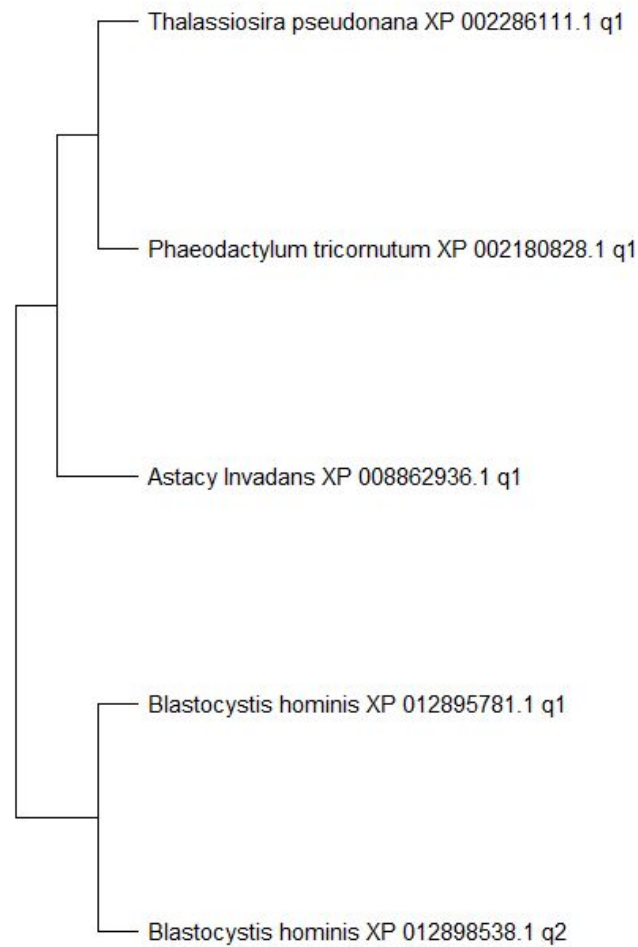 Thalassiosira pseudonana XP 002286111.1 q1
Phaeodactylum tricornutum XP 002180828.1 q1
Astacy Invadans XP 008862936.1 q1
Blastocystis hominis XP 012895781.1 q1
Blastocystis hominis XP 012898538.1 q2